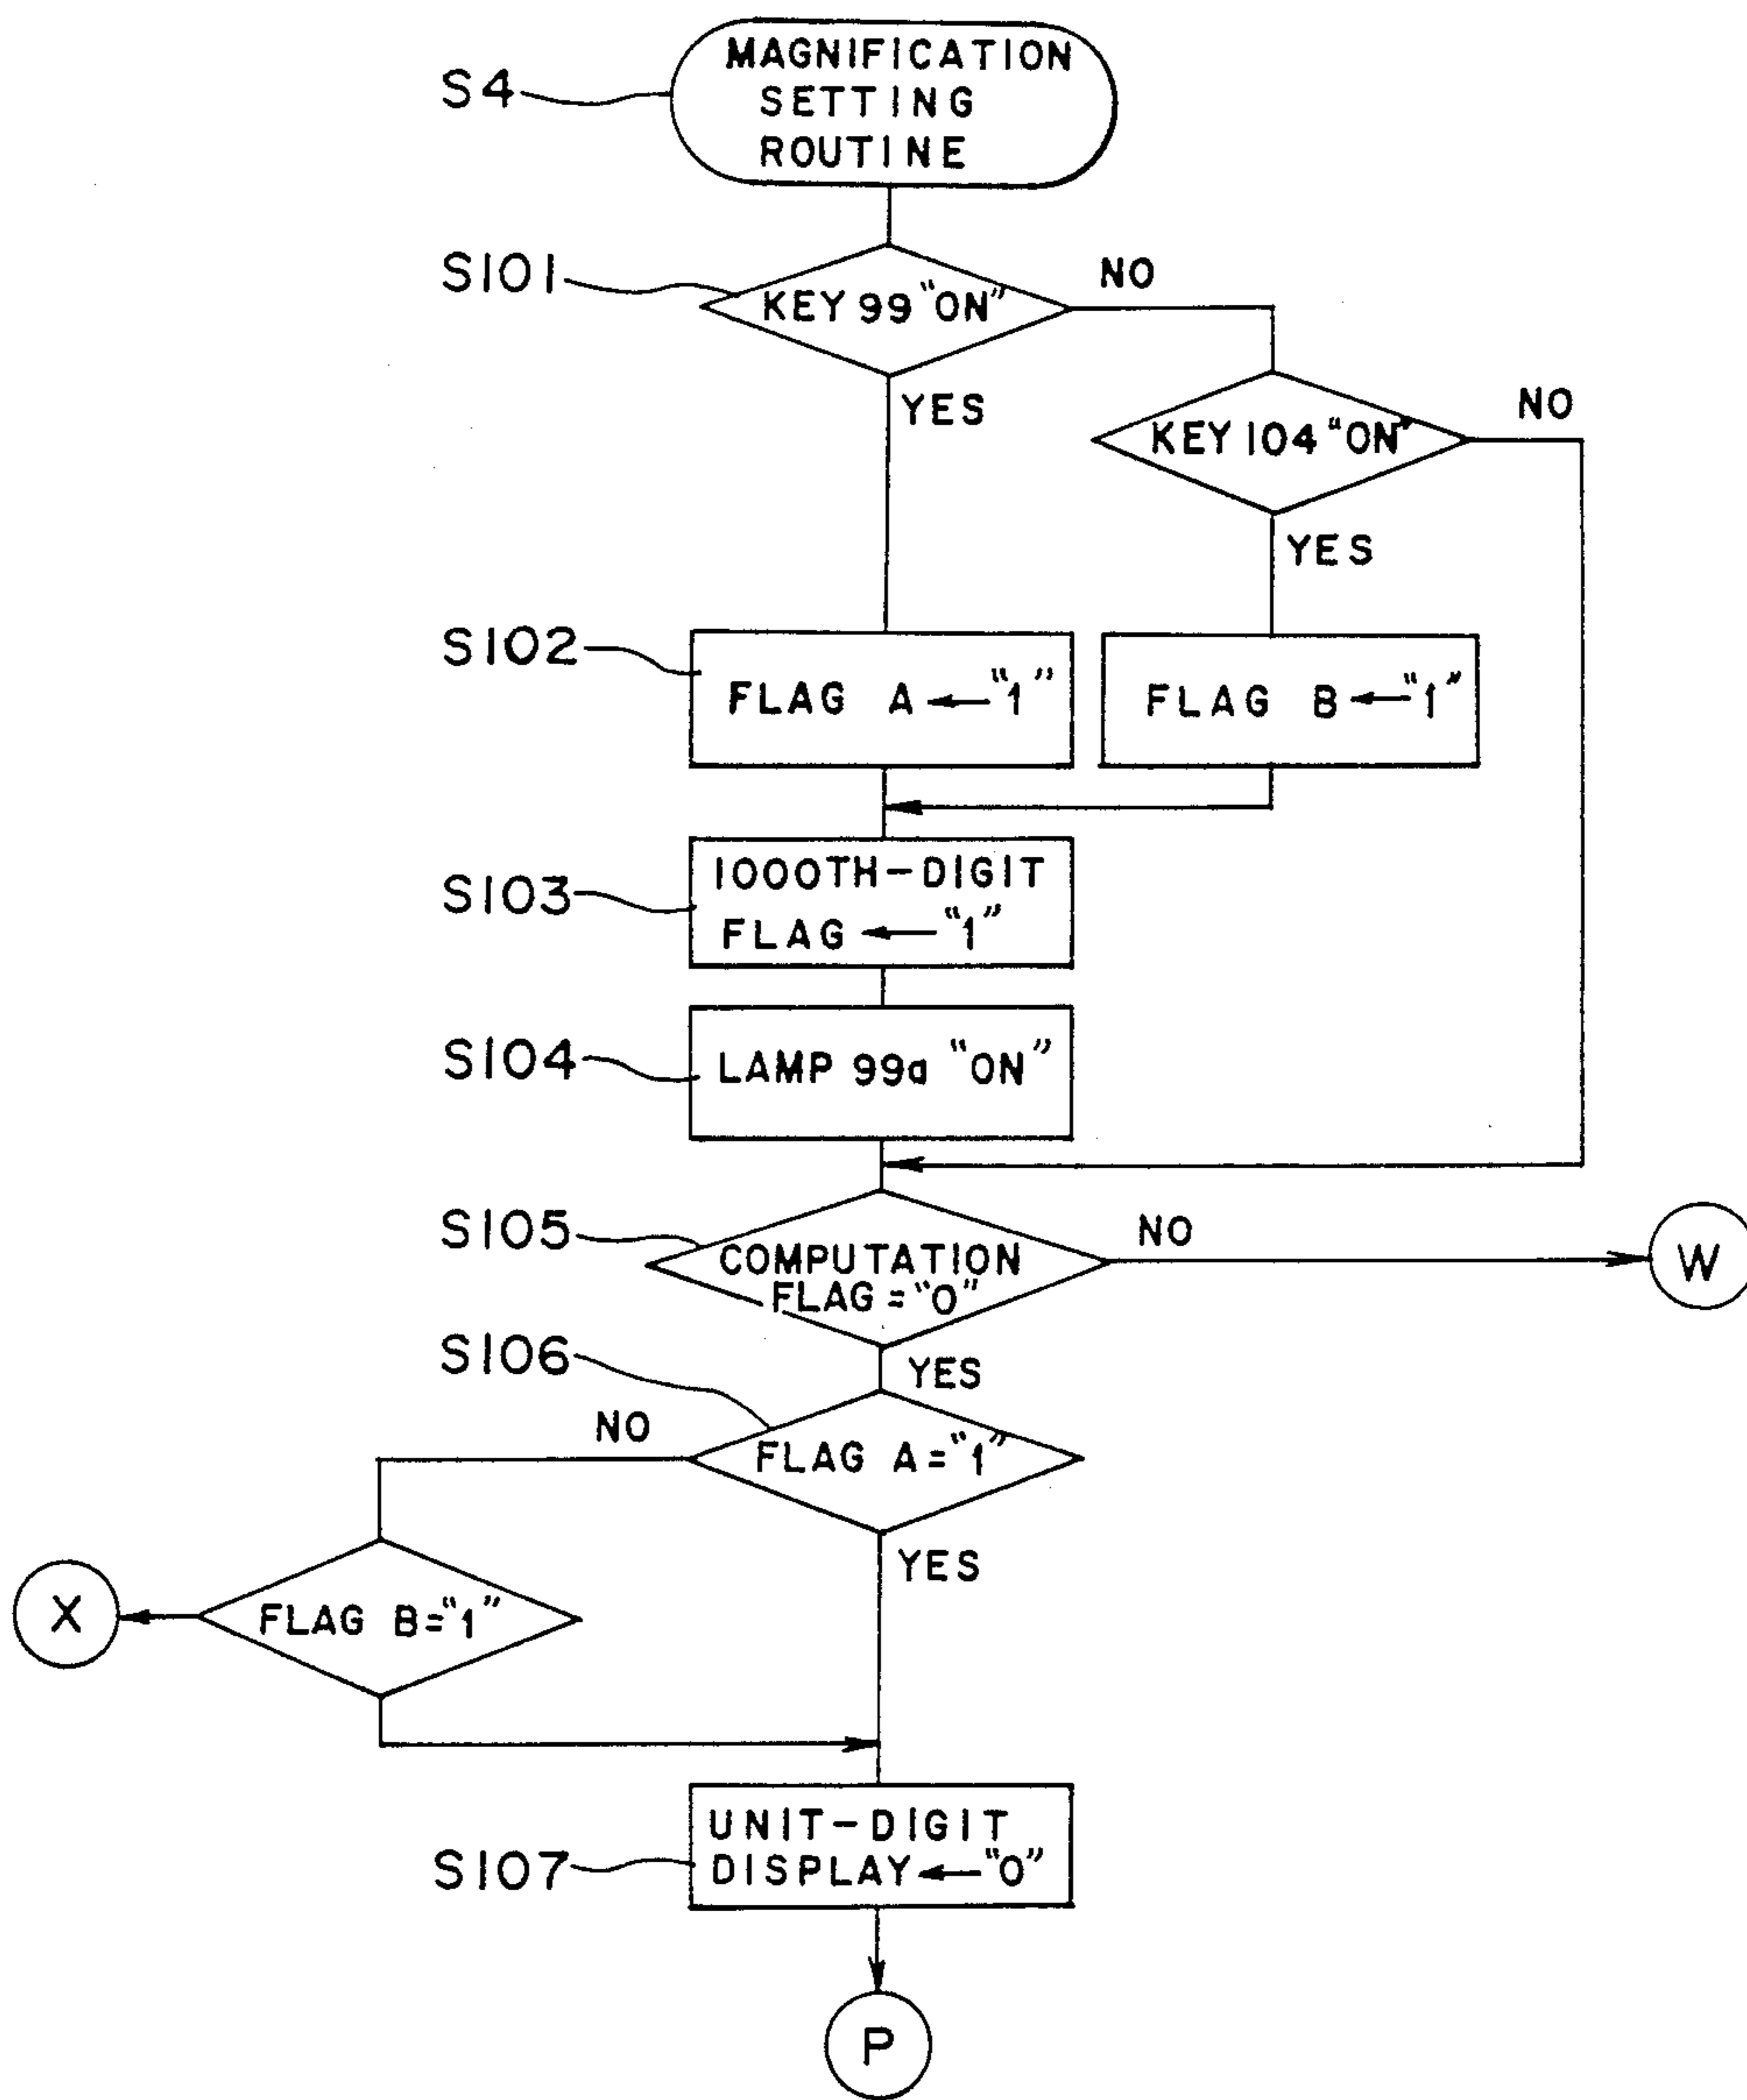 S4
MAGNIFICATION
SETTING
ROUTINE
S101
KEY 99 "ON"
NO
YES
KEY 104 "ON"
NO
YES
S102
FLAG A ← "1"
FLAG B ← "1"
S103
1000TH-DIGIT
FLAG ← "1"
S104
LAMP 99a "ON"
S105
COMPUTATION
FLAG = "0"
NO
W
YES
S106
FLAG A = "1"
NO
YES
X
FLAG B = "1"
S107
UNIT-DIGIT
DISPLAY ← "0"
P